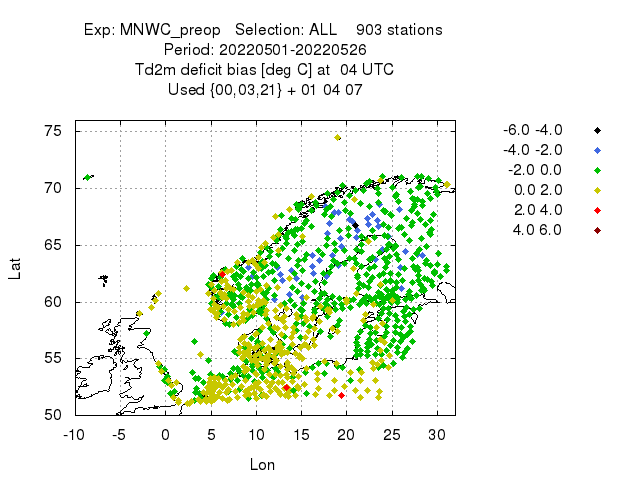 Exp: MNWC_preop   Selection: ALL    903 stations
Period: 20220501-20220526
Td2m deficit bias [deg C] at  04 UTC
Used {00,03,21} + 01 04 07
-6.0 -4.0
-4.0 -2.0
-2.0 0.0
0.0 2.0
2.0 4.0
4.0 6.0
75
70
65
60
55
50
Lat
-10 -5 0 5 10 15 20 25 30
Lon